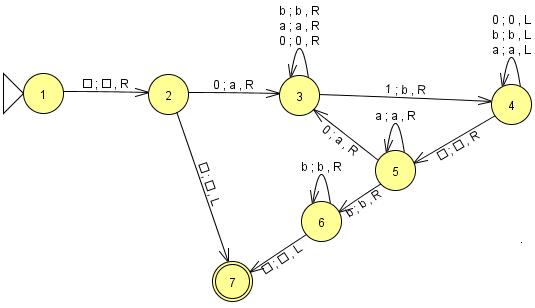 b ; b , R
a ; a , R
0 ; 0 , R
0 ; 0 , L
b ; b , L
a ; a , L
□ ; □ , R
0 ; a , R
1 ; b , R
1
2
3
4
a ; a , R
0 ; a , R
□ ; □ , R
5
□ ; □ , L
b ; b , R
b ; b , R
6
□ ; □ , L
7